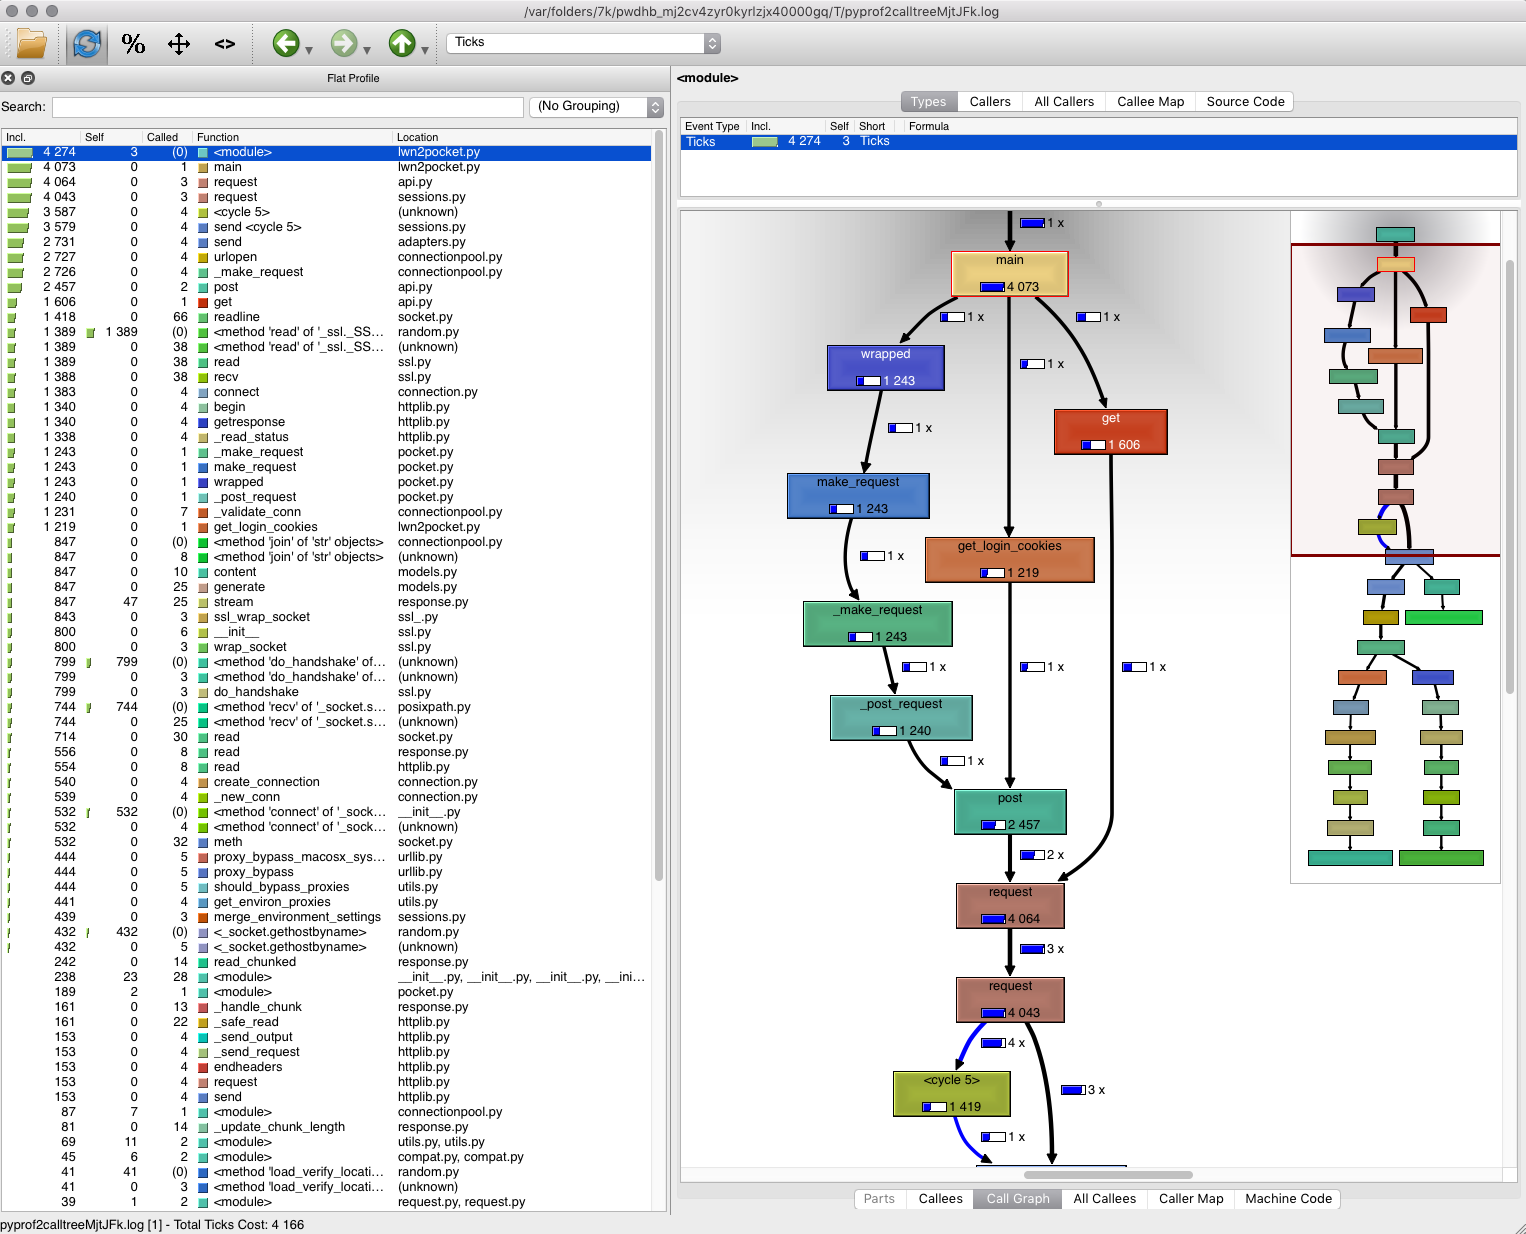 /var/folders/7k/pwdhb_mj2cv4zyr0kyrlzjx40000gq/T/pyprof2calltreeMjtJFk.log
% <> Ticks
Flat Profile
Search: (No Grouping)
Incl. Self Called Function Location
4 274 3 (0) <module> lwn2pocket.py
4 073 0 1 main lwn2pocket.py
4 064 0 3 request api.py
4 043 0 3 request sessions.py
3 587 0 4 <cycle 5> (unknown)
3 579 0 4 send <cycle 5> sessions.py
2 731 0 4 send adapters.py
2 727 0 4 urlopen connectionpool.py
2 726 0 4 _make_request connectionpool.py
2 457 0 2 post api.py
1 606 0 1 get api.py
1 418 0 66 readline socket.py
1 389 1 389 (0) <method 'read' of '_ssl._SS... random.py
1 389 0 38 <method 'read' of '_ssl._SS... (unknown)
1 389 0 38 read ssl.py
1 388 0 38 recv ssl.py
1 383 0 4 connect connection.py
1 340 0 4 begin httplib.py
1 340 0 4 getresponse httplib.py
1 338 0 4 _read_status httplib.py
1 243 0 1 _make_request pocket.py
1 243 0 1 make_request pocket.py
1 243 0 1 wrapped pocket.py
1 240 0 1 _post_request pocket.py
1 231 0 7 _validate_conn connectionpool.py
1 219 0 1 get_login_cookies lwn2pocket.py
847 0 (0) <method 'join' of 'str' objects> connectionpool.py
847 0 8 <method 'join' of 'str' objects> (unknown)
847 0 10 content models.py
847 0 25 generate models.py
847 47 25 stream response.py
843 0 3 ssl_wrap_socket ssl_.py
800 0 6 __init__ ssl.py
800 0 3 wrap_socket ssl.py
799 799 (0) <method 'do_handshake' of... (unknown)
799 0 3 <method 'do_handshake' of... (unknown)
799 0 3 do_handshake ssl.py
744 744 (0) <method 'recv' of '_socket.s... posixpath.py
744 0 25 <method 'recv' of '_socket.s... (unknown)
714 0 30 read socket.py
556 0 8 read response.py
554 0 8 read httplib.py
540 0 4 create_connection connection.py
539 0 4 _new_conn connection.py
532 532 (0) <method 'connect' of '_sock... __init__.py
532 0 4 <method 'connect' of '_sock... (unknown)
532 0 32 meth socket.py
444 0 5 proxy_bypass_macosx_sys... urllib.py
444 0 5 proxy_bypass urllib.py
444 0 5 should_bypass_proxies utils.py
441 0 4 get_environ_proxies utils.py
439 0 3 merge_environment_settings sessions.py
432 432 (0) <_socket.gethostbyname> random.py
432 0 5 <_socket.gethostbyname> (unknown)
242 0 14 read_chunked response.py
238 23 28 <module> __init__.py, __init__.py, __init__.py, __ini...
189 2 1 <module> pocket.py
161 0 13 _handle_chunk response.py
161 0 22 _safe_read httplib.py
153 0 4 _send_output httplib.py
153 0 4 _send_request httplib.py
153 0 4 endheaders httplib.py
153 0 4 request httplib.py
153 0 4 send httplib.py
87 7 1 <module> connectionpool.py
81 0 14 _update_chunk_length response.py
69 11 2 <module> utils.py, utils.py
45 6 2 <module> compat.py, compat.py
41 41 (0) <method 'load_verify_locati... random.py
41 0 3 <method 'load_verify_locati... (unknown)
39 1 2 <module> request.py, request.py
pyprof2calltreeMjtJFk.log [1] - Total Ticks Cost: 4 166
<module>
Types Callers All Callers Callee Map Source Code
Event Type Incl. Self Short Formula
Ticks 4 274 3 Ticks
1 x
main
4 073
1 x
1 x
wrapped
1 243
1 x
get
1 606
1 x
make_request
1 243
get_login_cookies
1 219
1 x
_make_request
1 243
1 x
1 x
1 x
_post_request
1 240
1 x
post
2 457
2 x
request
4 064
3 x
request
4 043
4 x
<cycle 5>
1 419
3 x
1 x
Parts Callees Call Graph All Callees Caller Map Machine Code